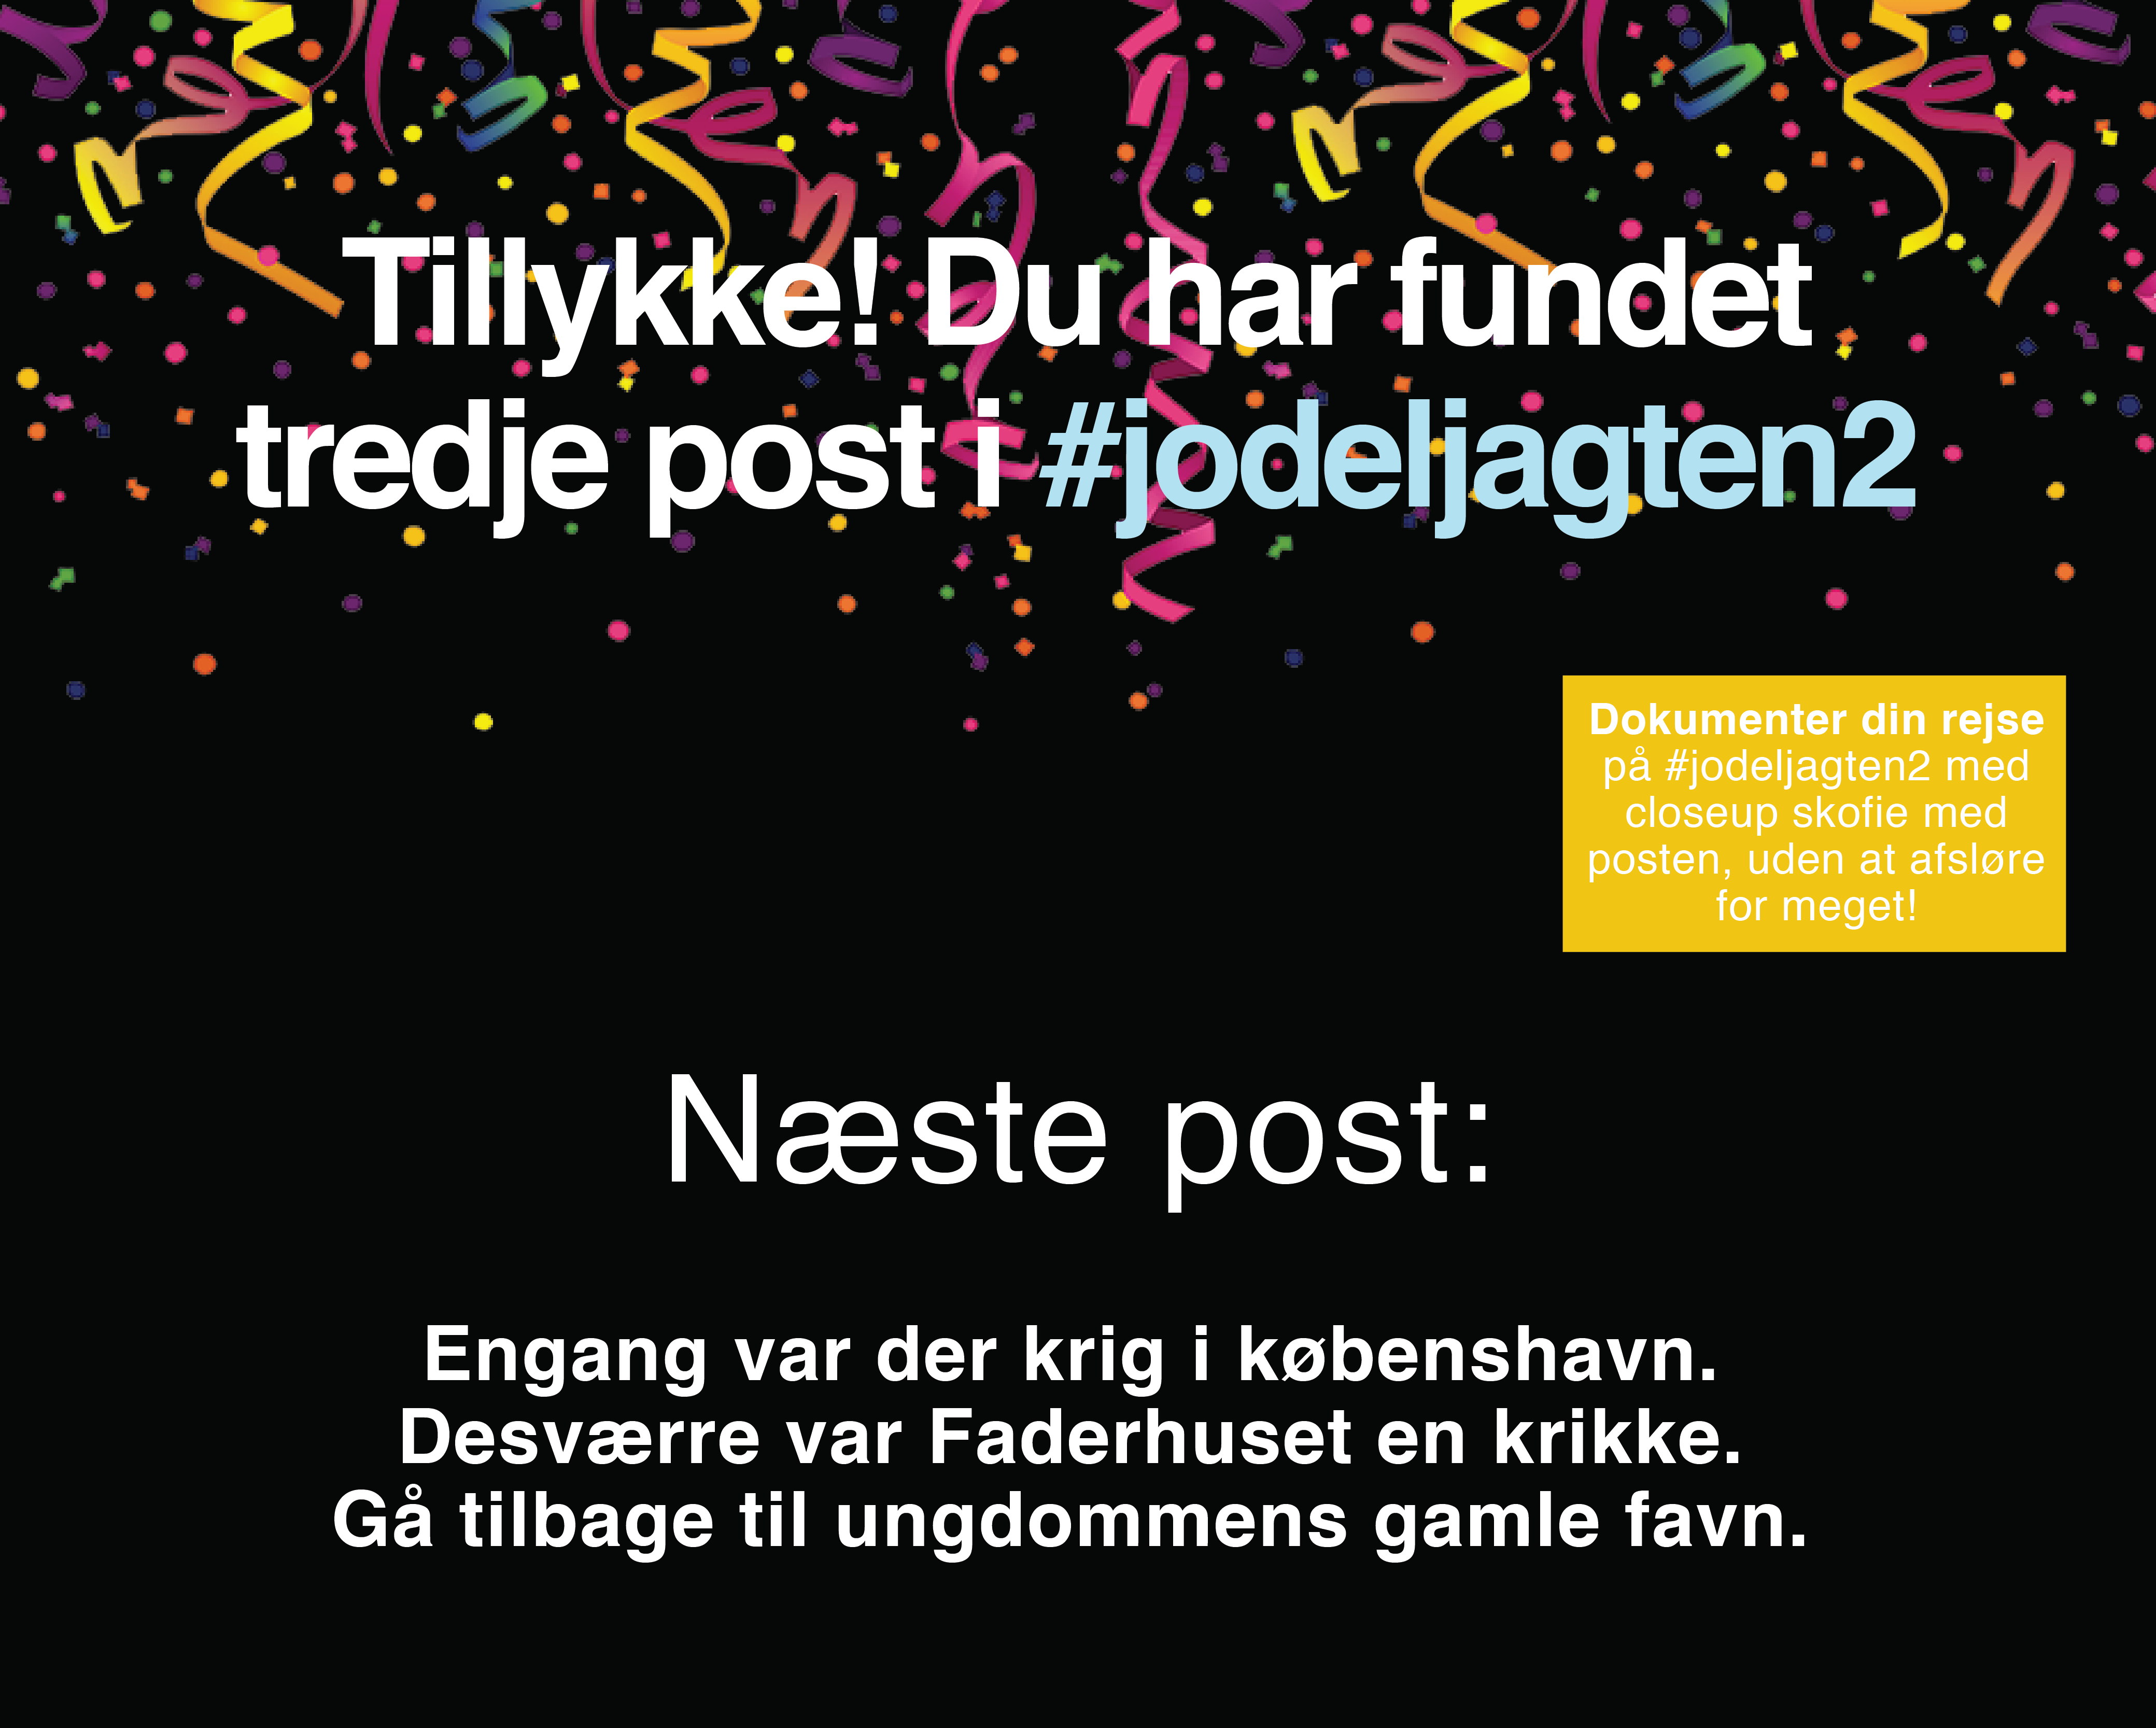 Tillykke! Du har fundet
tredje post i #jodeljagten2
Dokumenter din rejse
på #jodeljagten2 med
closeup skofie med
posten, uden at afsløre
for meget!
Næste post:
Engang var der krig i købenshavn.
Desværre var Faderhuset en krikke.
Gå tilbage til ungdommens gamle favn.